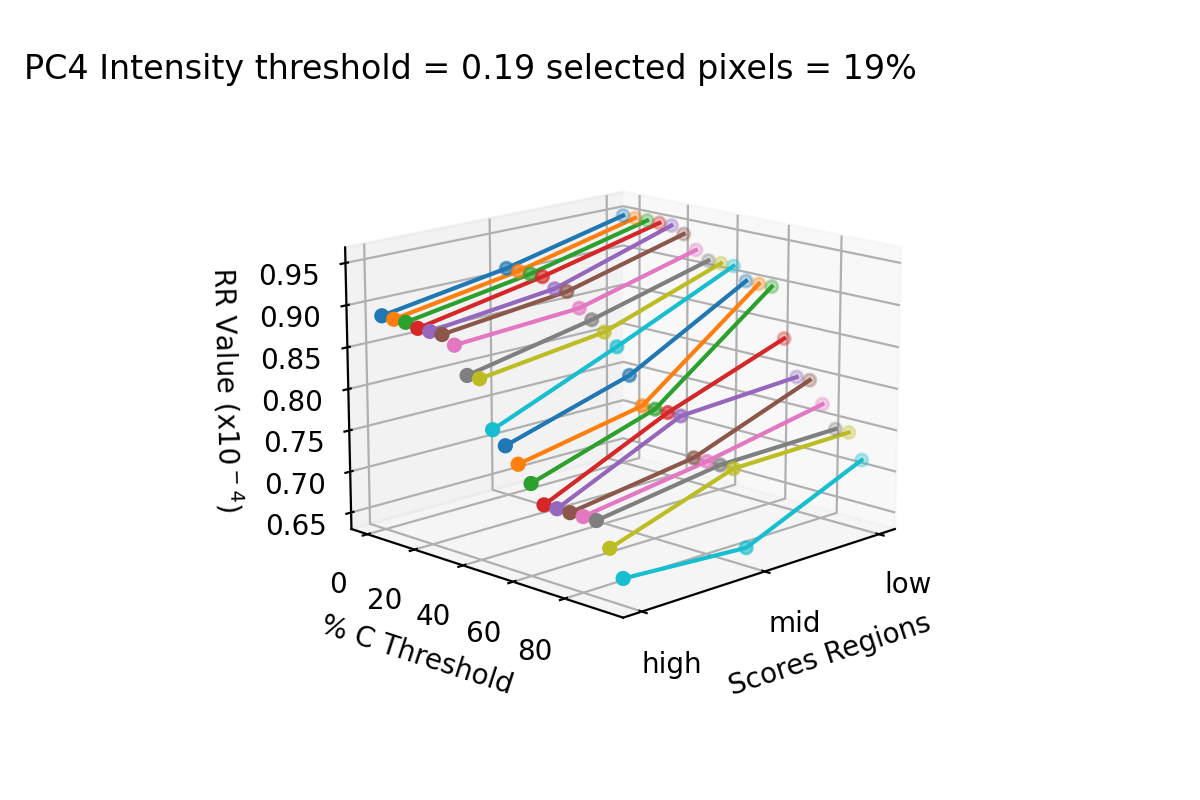 PC4 Intensity threshold = 0.19 selected pixels = 19%
RR Value (x10⁻⁴)
0.95
0.90
0.85
0.80
0.75
0.70
0.65
0
20
40
60
80
% C Threshold
high
mid
low
Scores Regions